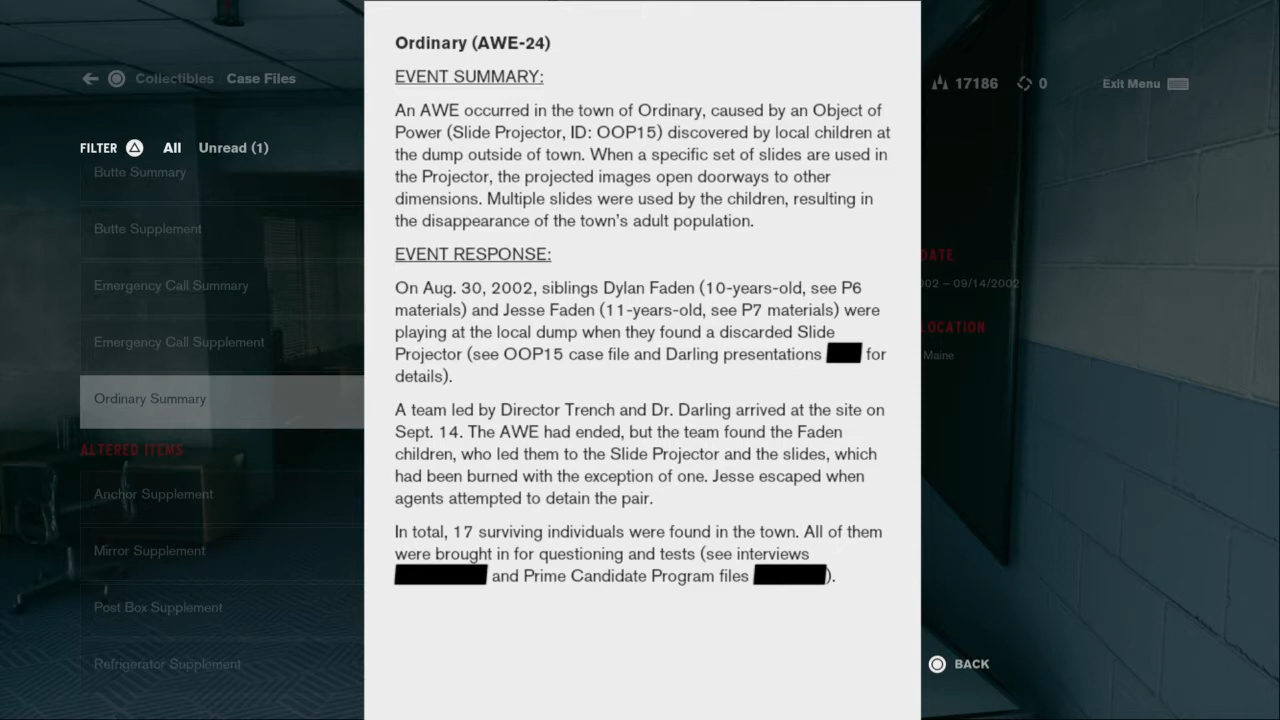 Ordinary (AWE-24)
EVENT SUMMARY:
An AWE occurred in the town of Ordinary, caused by an Object of
Power (Slide Projector, ID: OOP15) discovered by local children at
the dump outside of town. When a specific set of slides are used in
the Projector, the projected images open doorways to other
dimensions. Multiple slides were used by the children, resulting in
the disappearance of the town's adult population.
EVENT RESPONSE:
On Aug. 30, 2002, siblings Dylan Faden (10-years-old, see P6
materials) and Jesse Faden (11-years-old, see P7 materials) were
playing at the local dump when they found a discarded Slide
Projector (see OOP15 case file and Darling presentations for
details).
A team led by Director Trench and Dr. Darling arrived at the site on
Sept. 14. The AWE had ended, but the team found the Faden
children, who led them to the Slide Projector and the slides, which
had been burned with the exception of one. Jesse escaped when
agents attempted to detain the pair.
In total, 17 surviving individuals were found in the town. All of them
were brought in for questioning and tests (see interviews
and Prime Candidate Program files ).
Collectibles Case Files
FILTER All Unread (1)
Butte Summary
Butte Supplement
Emergency Call Summary
Emergency Call Supplement
Ordinary Summary
ALTERED ITEMS
Anchor Supplement
Mirror Supplement
Post Box Supplement
Refrigerator Supplement
17186 0 Exit Menu
DATE
002 – 09/14/2002
LOCATION
Maine
BACK